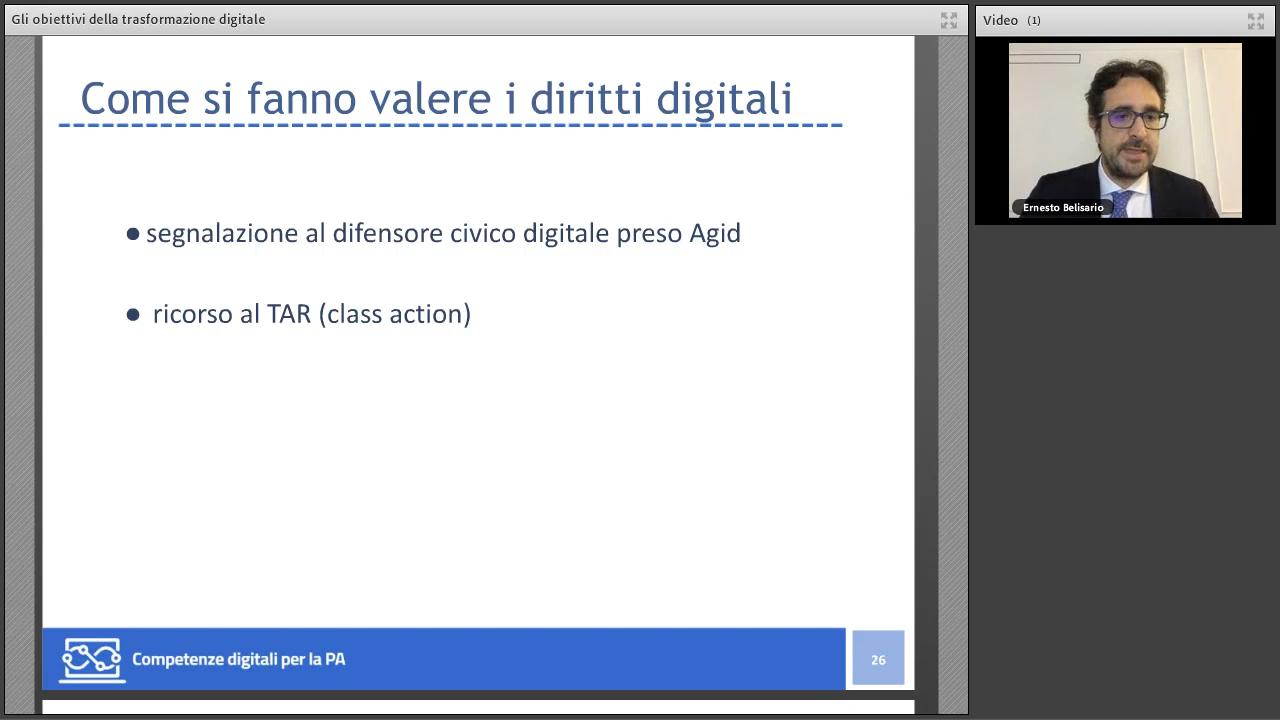 Gli obiettivi della trasformazione digitale
Come si fanno valere i diritti digitali
● segnalazione al difensore civico digitale preso Agid
● ricorso al TAR (class action)
Competenze digitali per la PA
26
Video (1)
Ernesto Belisario